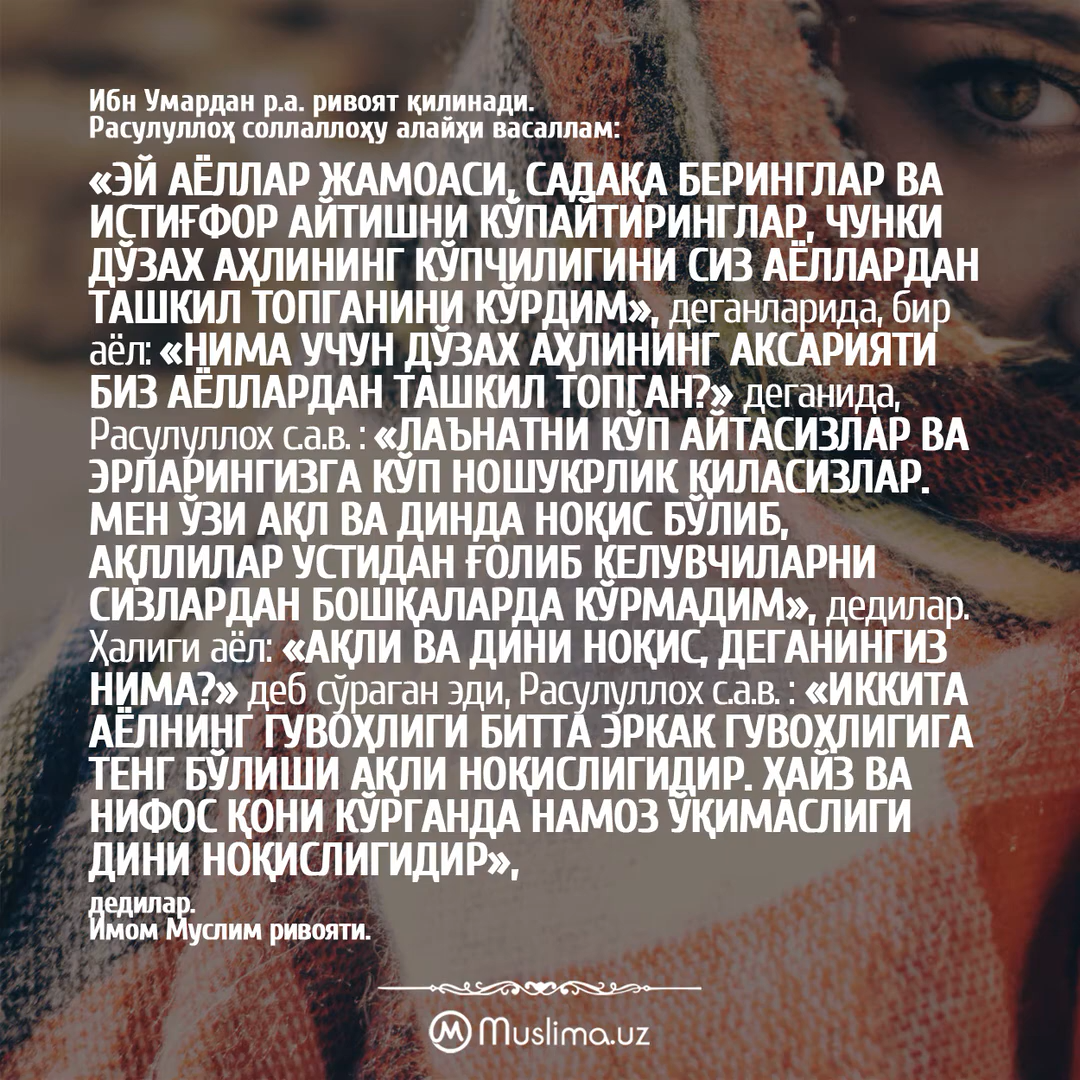 Ибн Умардан р.а. ривоят қилинади.
Расулуллоҳ соллаллоҳу алайҳи васаллам:
«ЭЙ АЁЛЛАР ЖАМОАСИ, САДАҚА БЕРИНГЛАР ВА
ИСТИҒФОР АЙТИШНИ КЎПАЙТИРИНГЛАР, ЧУНКИ
ДЎЗАХ АҲЛИНИНГ КЎПЧИЛИГИНИ СИЗ АЁЛЛАРДАН
ТАШКИЛ ТОПГАНИНИ КЎРДИМ», деганларида, бир
аёл: «НИМА УЧУН ДЎЗАХ АҲЛИНИНГ АКСАРИЯТИ
БИЗ АЁЛЛАРДАН ТАШКИЛ ТОПГАН?» деганида,
Расулуллох с.а.в. : «ЛАЪНАТНИ КЎП АЙТАСИЗЛАР ВА
ЭРЛАРИНГИЗГА КЎП НОШУКРЛИК ҚИЛАСИЗЛАР.
МЕН ЎЗИ АҚЛ ВА ДИНДА НОҚИС БЎЛИБ,
АҚЛЛИЛАР УСТИДАН ҒОЛИБ КЕЛУВЧИЛАРНИ
СИЗЛАРДАН БОШҚАЛАРДА КЎРМАДИМ», дедилар.
Ҳалиги аёл: «АҚЛИ ВА ДИНИ НОҚИС, ДЕГАНИНГИЗ
НИМА?» деб сўраган эди, Расулуллох с.а.в. : «ИККИТА
АЁЛНИНГ ГУВОҲЛИГИ БИТТА ЭРКАК ГУВОҲЛИГИГА
ТЕНГ БЎЛИШИ АҚЛИ НОҚИСЛИГИДИР. ҲАЙЗ ВА
НИФОС ҚОНИ КЎРГАНДА НАМОЗ ЎҚИМАСЛИГИ
ДИНИ НОҚИСЛИГИДИР»,
дедилар.
Имом Муслим ривояти.
Muslima.uz